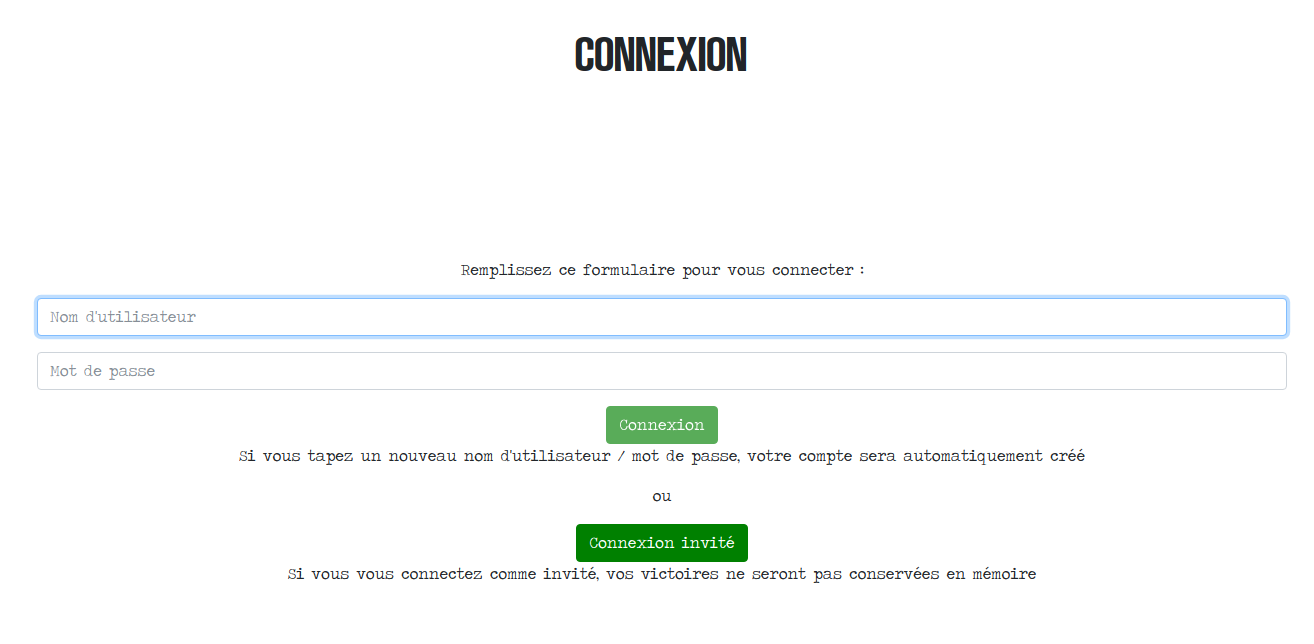 CONNEXION
Remplissez ce formulaire pour vous connecter :
Nom d'utilisateur
Mot de passe
Connexion
Si vous tapez un nouveau nom d'utilisateur / mot de passe, votre compte sera automatiquement créé
ou
Connexion invité
Si vous vous connectez comme invité, vos victoires ne seront pas conservées en mémoire